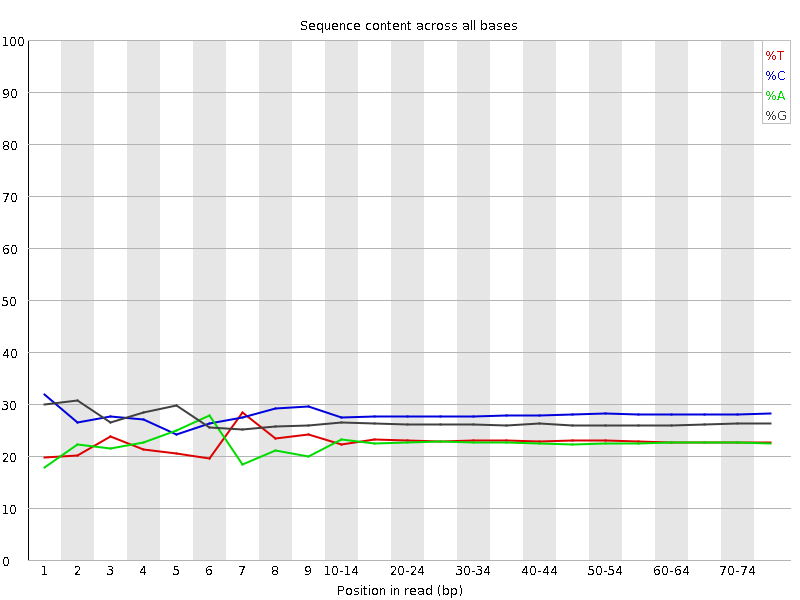 Sequence content across all bases
100
90
80
70
60
50
40
30
20
10
0
%T
%C
%A
%G
1 2 3 4 5 6 7 8 9 10-14 20-24 30-34 40-44 50-54 60-64 70-74
Position in read (bp)